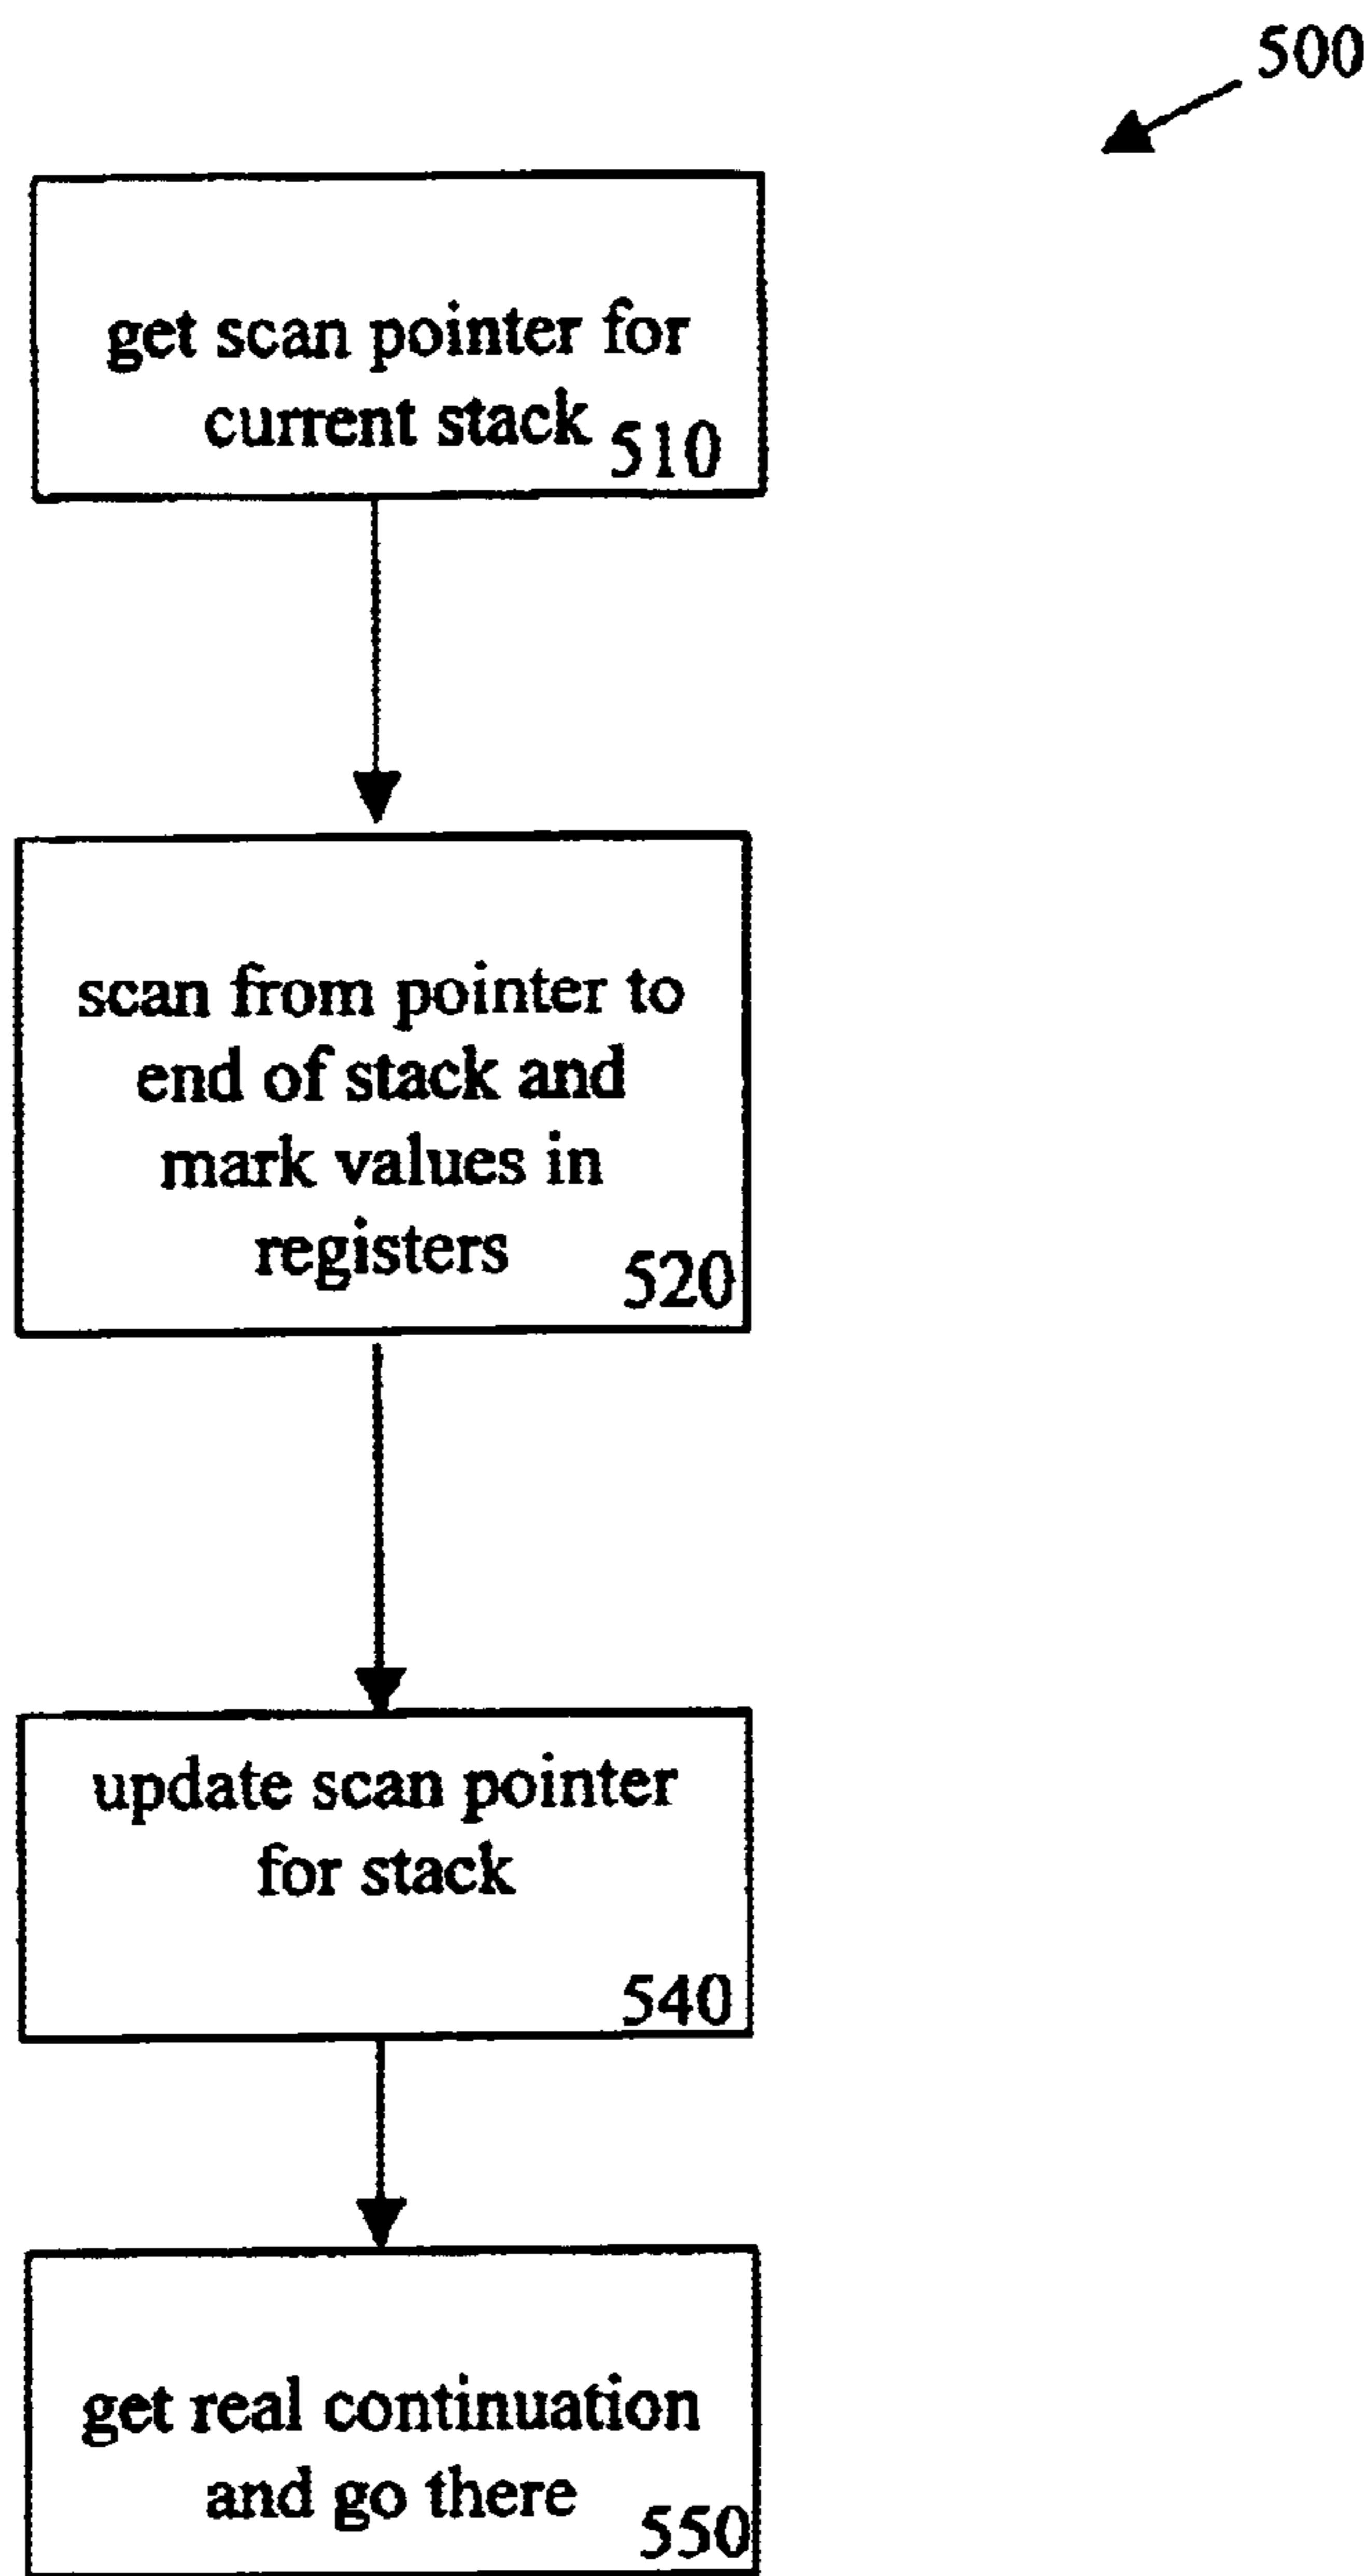 500
get scan pointer for
current stack 510
scan from pointer to
end of stack and
mark values in
registers
520
update scan pointer
for stack
540
get real continuation
and go there
550